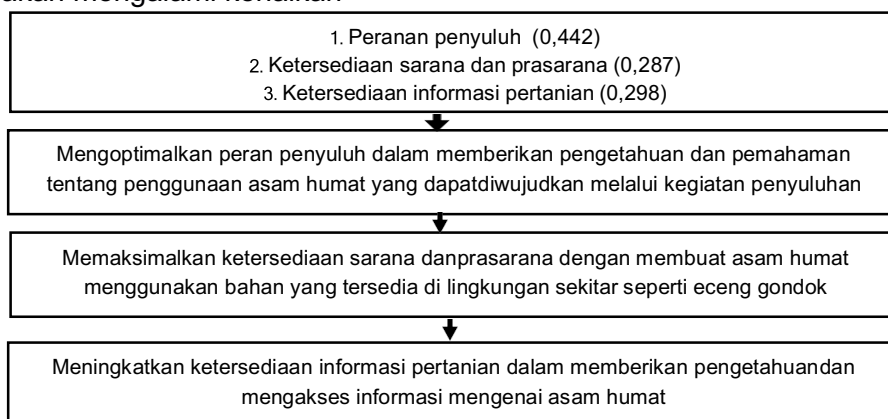 akan mengalami kenaikan
1. Peranan penyuluh (0,442)
2. Ketersediaan sarana dan prasarana (0,287)
3. Ketersediaan informasi pertanian (0,298)
Mengoptimalkan peran penyuluh dalam memberikan pengetahuan dan pemahaman
tentang penggunaan asam humat yang dapatdiwujudkan melalui kegiatan penyuluhan
Memaksimalkan ketersediaan sarana danprasarana dengan membuat asam humat
menggunakan bahan yang tersedia di lingkungan sekitar seperti eceng gondok
Meningkatkan ketersediaan informasi pertanian dalam memberikan pengetahuandan
mengakses informasi mengenai asam humat